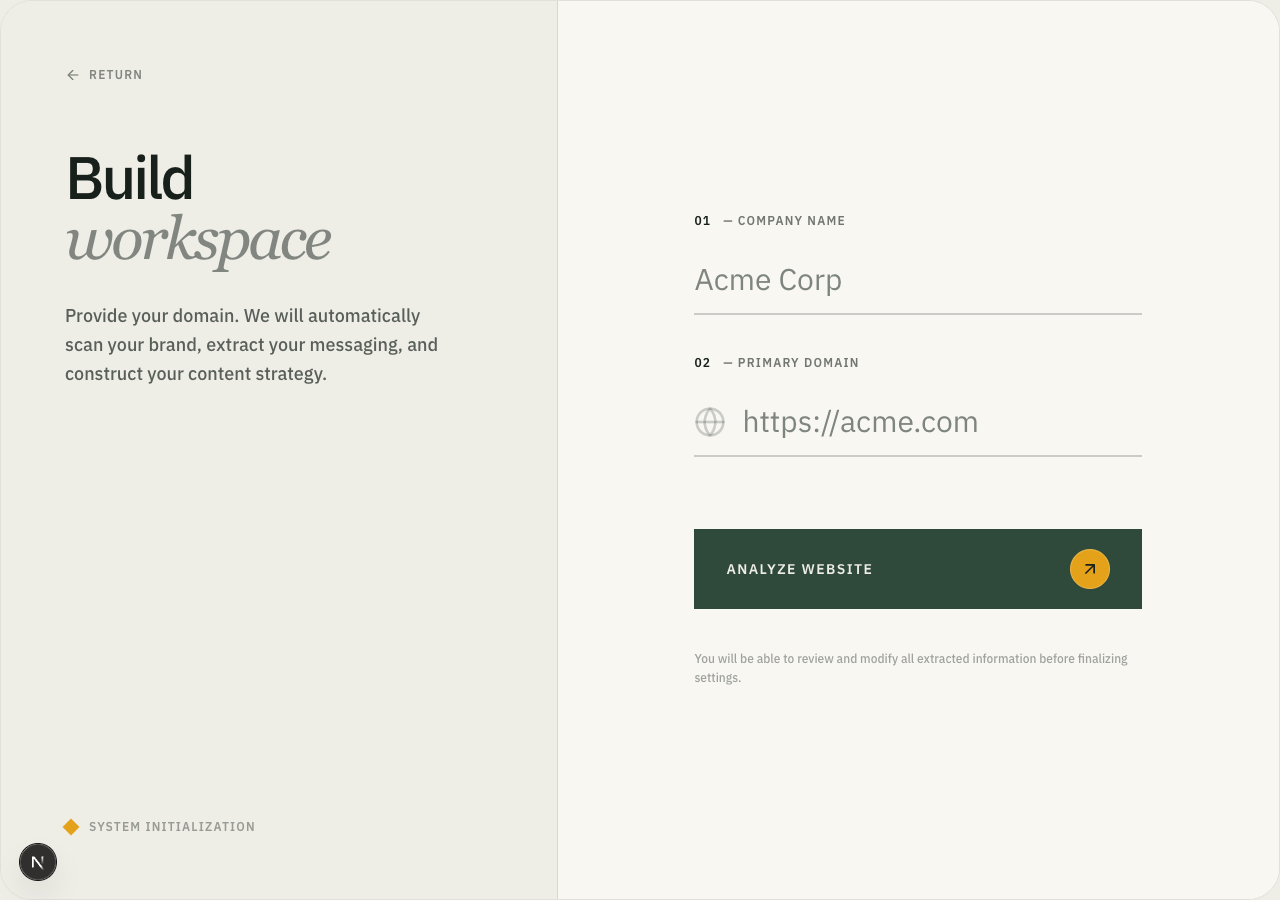 RETURN
Build
workspace
Provide your domain. We will automatically
scan your brand, extract your messaging, and
construct your content strategy.
SYSTEM INITIALIZATION
N
01 — COMPANY NAME
Acme Corp
02 — PRIMARY DOMAIN
https://acme.com
ANALYZE WEBSITE
You will be able to review and modify all extracted information before finalizing
settings.